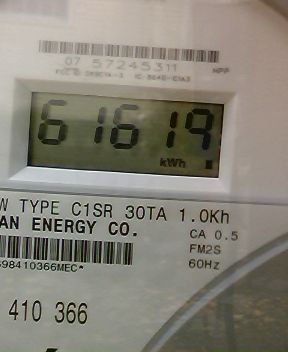 07 57245311
61619
kWh
W TYPE C1SR 30TA 1.0Kh
AN ENERGY CO.
CA 0.5
FM2S
60Hz
98410366MEC*
410 366